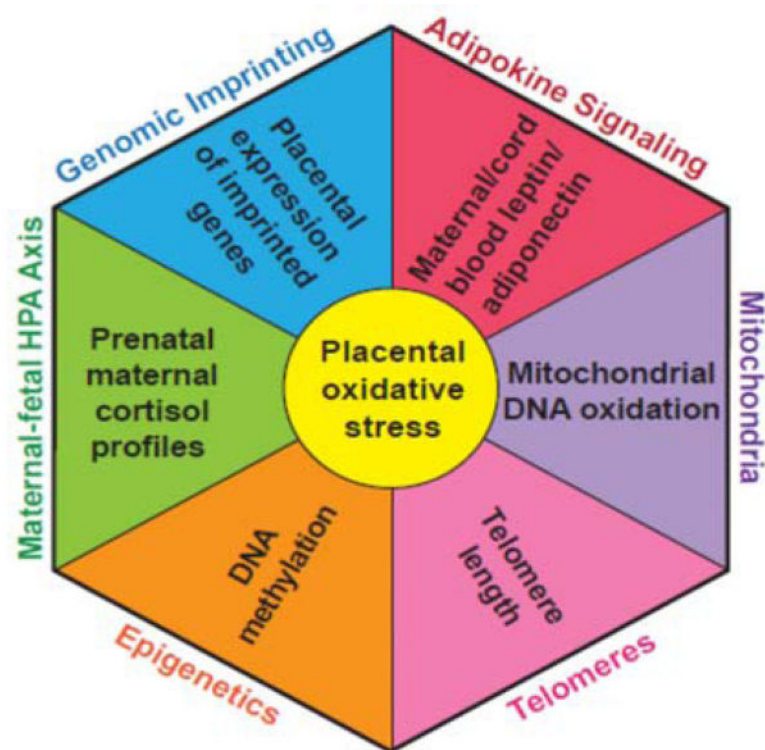 Genomic Imprinting
Adipokine Signaling
Placental
expression
of imprinted
genes
Maternal/cord
blood leptin/
adiponectin
Maternal-fetal HPA Axis
Prenatal
maternal
cortisol
profiles
Placental
oxidative
stress
Mitochondrial
DNA oxidation
Mitochondria
DNA
methylation
Telomere
length
Epigenetics
Telomeres